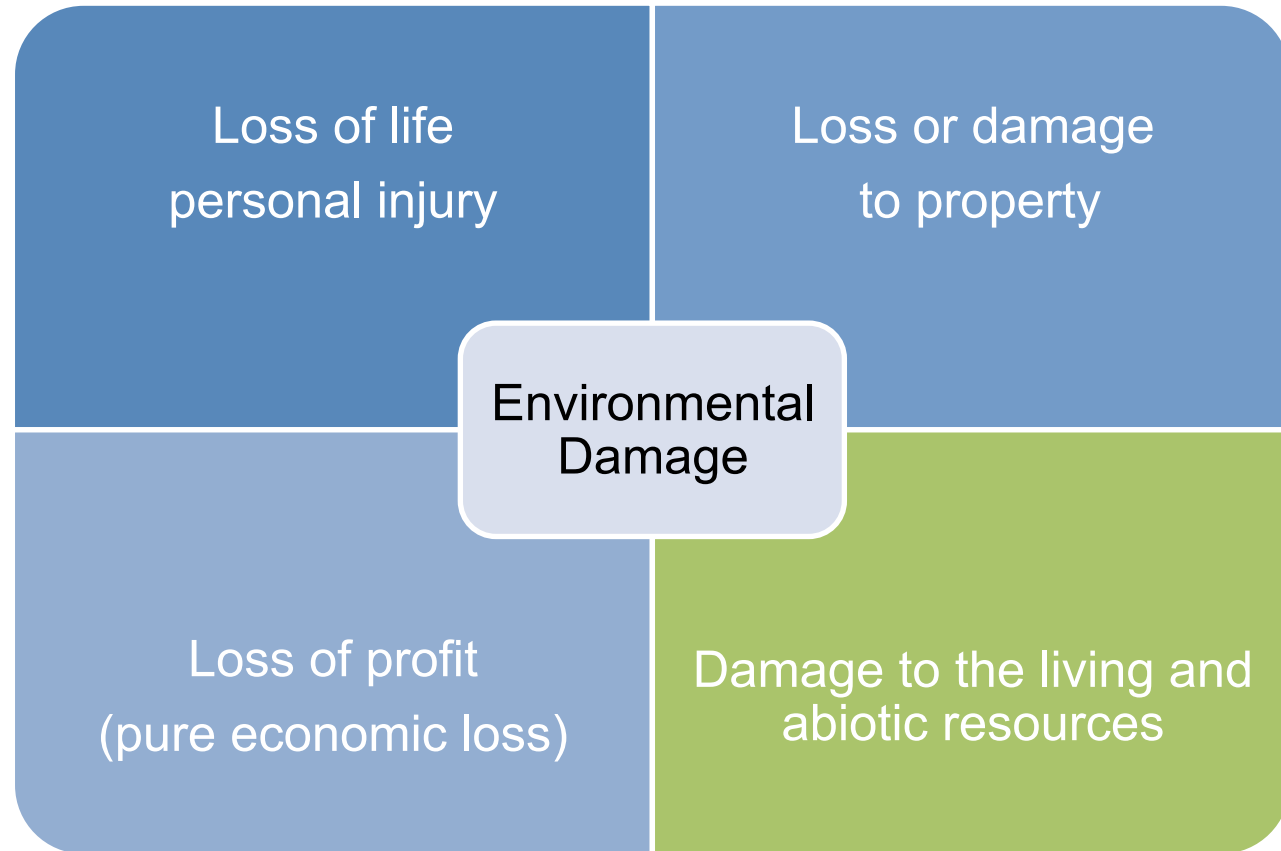 Loss of life
personal injury
Loss or damage
to property
Environmental
Damage
Loss of profit
(pure economic loss)
Damage to the living and
abiotic resources